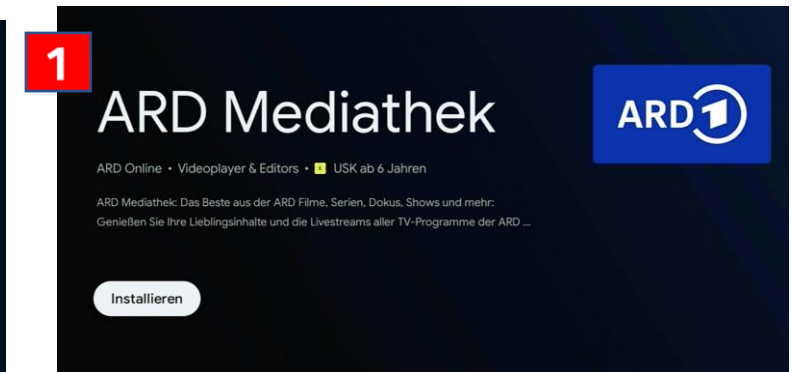 1
ARD Mediathek
ARD 1
ARD Online • Videoplayer & Editors • 6 USK ab 6 Jahren
ARD Mediathek: Das Beste aus der ARD Filme, Serien, Dokus, Shows und mehr:
Genießen Sie Ihre Lieblingsinhalte und die Livestreams aller TV-Programme der ARD ...
Installieren